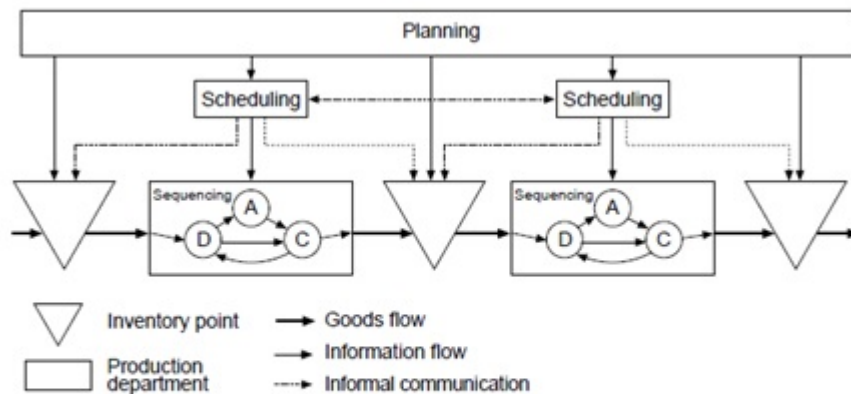 Planning
Scheduling
Scheduling
Sequencing
A
D
C
Sequencing
A
D
C
Inventory point
Goods flow
Information flow
Production
department
Informal communication